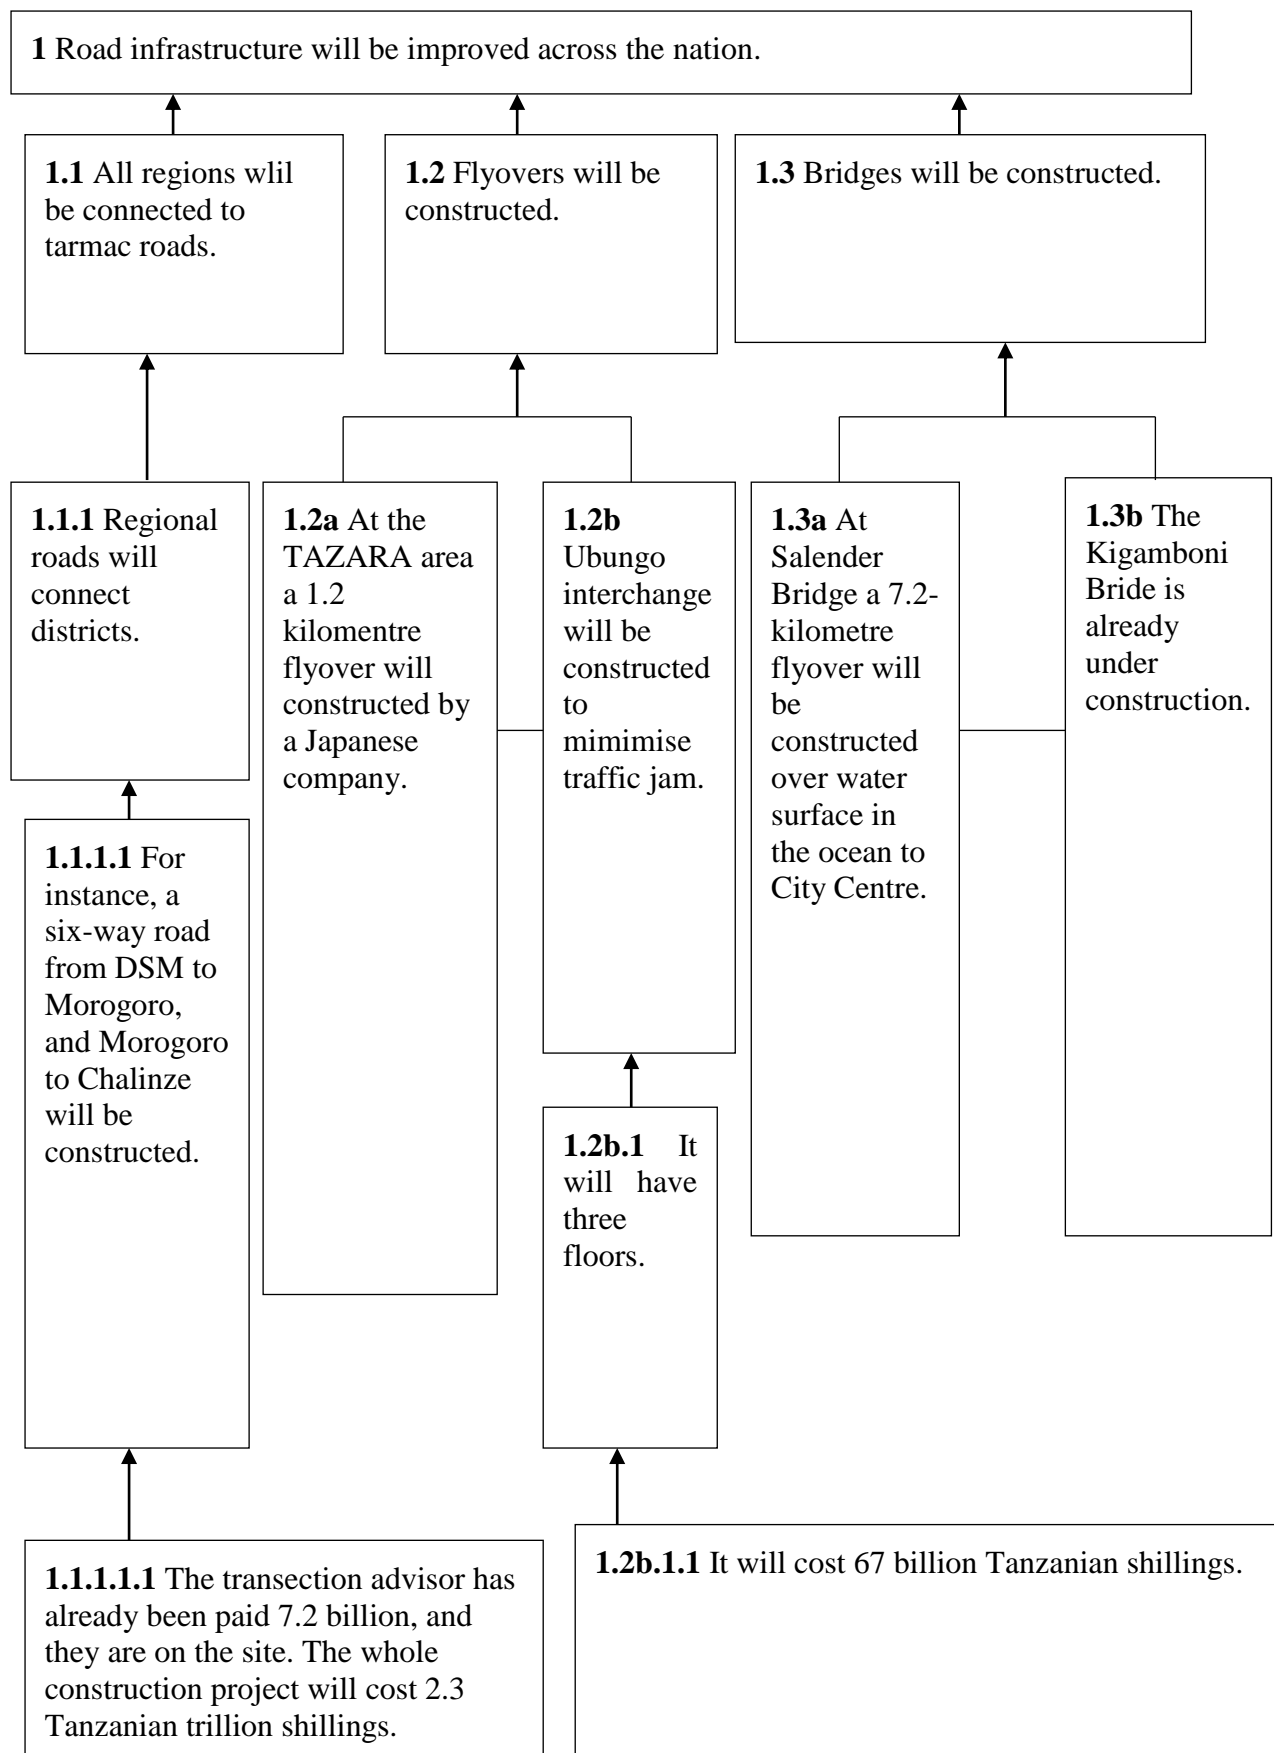 1 Road infrastructure will be improved across the nation.
1.1 All regions wlil
be connected to
tarmac roads.
1.2 Flyovers will be
constructed.
1.3 Bridges will be constructed.
1.1.1 Regional
roads will
connect
districts.
1.2a At the
TAZARA area
a 1.2
kilomentre
flyover will
constructed by
a Japanese
company.
1.2b
Ubungo
interchange
will be
constructed
to
mimimise
traffic jam.
1.3a At
Salender
Bridge a 7.2-
kilometre
flyover will
be
constructed
over water
surface in
the ocean to
City Centre.
1.3b The
Kigamboni
Bride is
already
under
construction.
1.1.1.1 For
instance, a
six-way road
from DSM to
Morogoro,
and Morogoro
to Chalinze
will be
constructed.
1.2b.1 It
will have
three
floors.
1.1.1.1.1 The transection advisor has
already been paid 7.2 billion, and
they are on the site. The whole
construction project will cost 2.3
Tanzanian trillion shillings.
1.2b.1.1 It will cost 67 billion Tanzanian shillings.